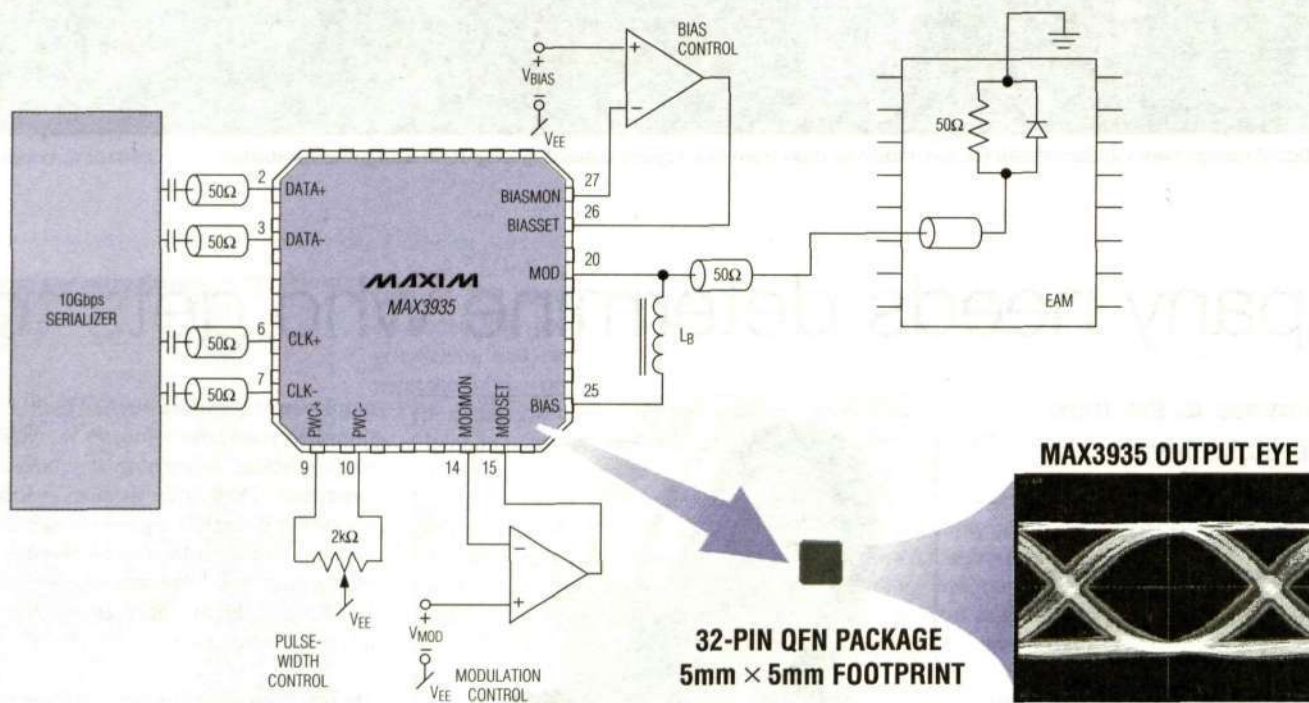 BIAS
CONTROL
+
VBIAS
−
VEE
+
−
10Gbps
SERIALIZER
50Ω
2
DATA+
50Ω
3
DATA-
50Ω
6
CLK+
50Ω
7
CLK-
MAXIM
MAX3935
BIASMON
27
BIASSET
26
MOD
20
BIAS
25
PWC+
PWC-
MODMON
MODSET
9
10
14
15
50Ω
LB
50Ω
EAM
2kΩ
VEE
PULSE-
WIDTH
CONTROL
−
+
VMOD
+
−
VEE
MODULATION
CONTROL
32-PIN QFN PACKAGE
5mm × 5mm FOOTPRINT
MAX3935 OUTPUT EYE